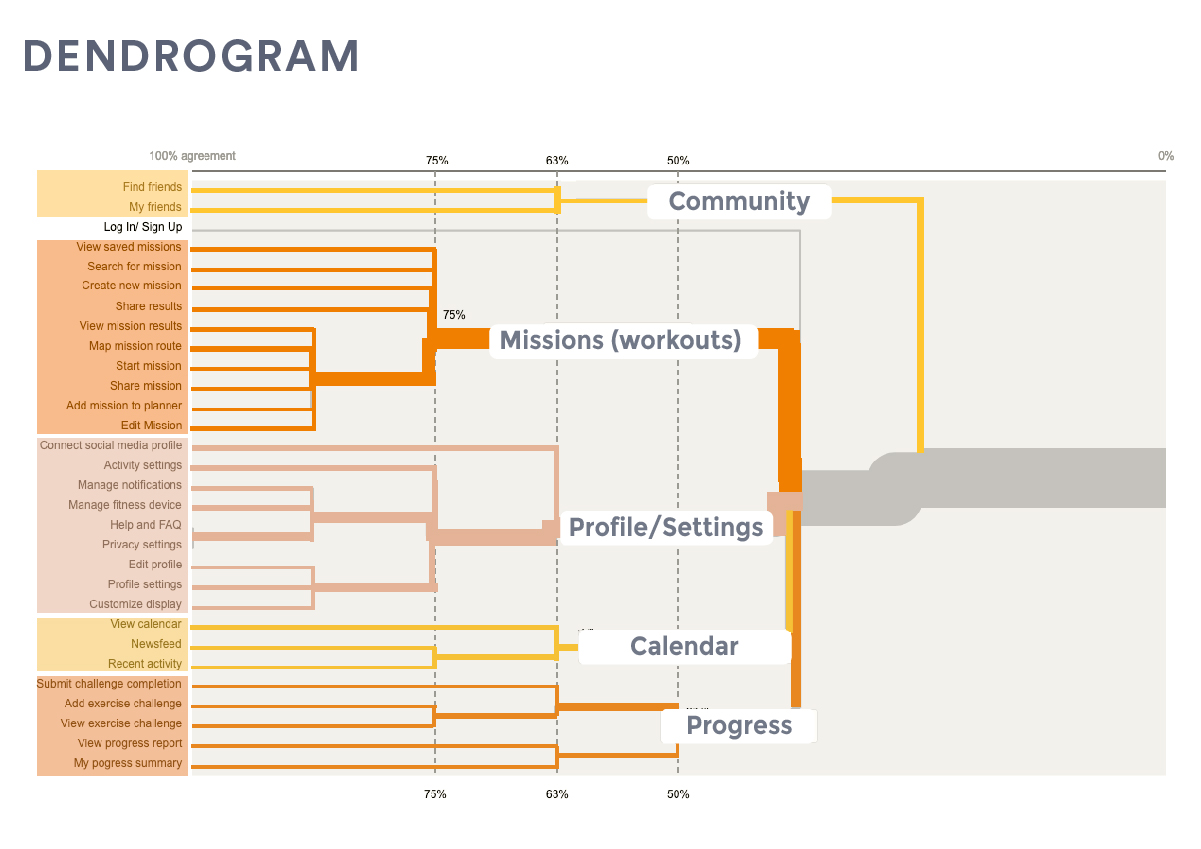 DENDROGRAM
100% agreement
75%
63%
50%
0%
Find friends
My friends
Community
Log In/ Sign Up
View saved missions
Search for mission
Create new mission
Share results
75%
View mission results
Missions (workouts)
Map mission route
Start mission
Share mission
Add mission to planner
Edit Mission
Connect social media profile
Activity settings
Manage notifications
Manage fitness device
Help and FAQ
Profile/Settings
Privacy settings
Edit profile
Profile settings
Customize display
View calendar
Newsfeed
Calendar
Recent activity
Submit challenge completion
Add exercise challenge
View exercise challenge
Progress
View progress report
My pogress summary
75%
63%
50%